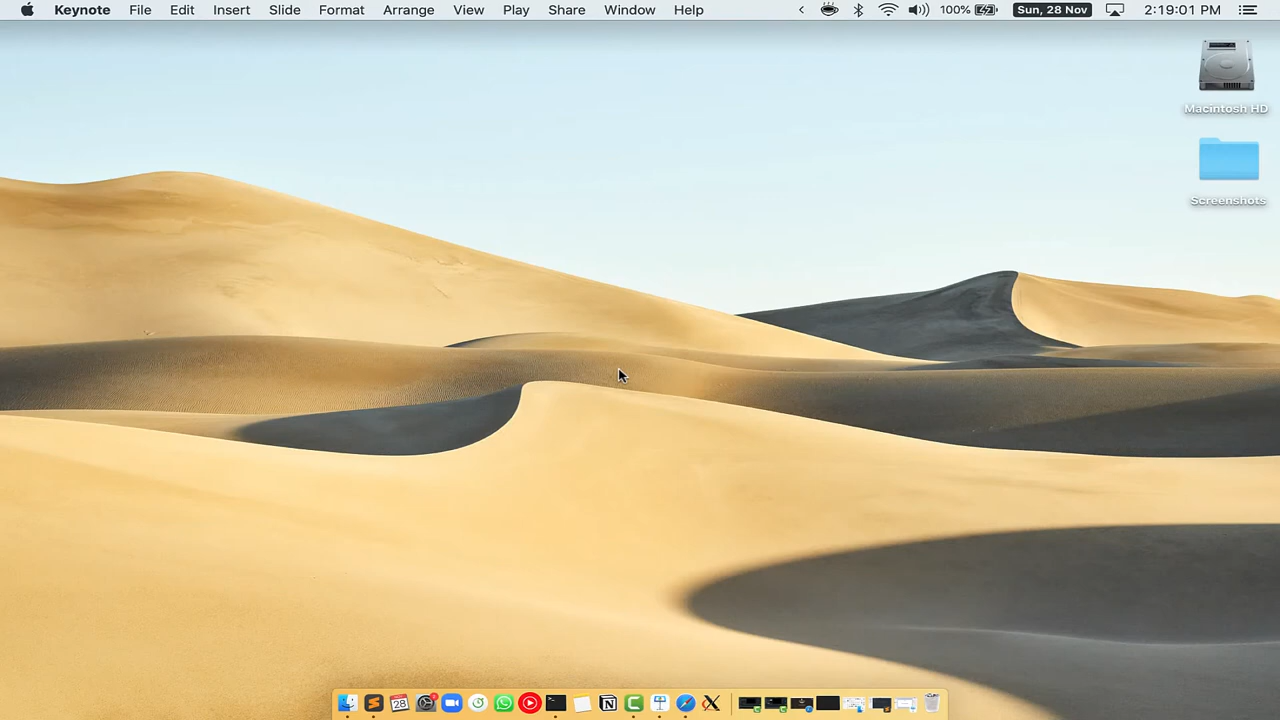 Keynote File Edit Insert Slide Format Arrange View Play Share Window Help 100% Sun, 28 Nov 2:19:01 PM
Macintosh HD
Screenshots
28